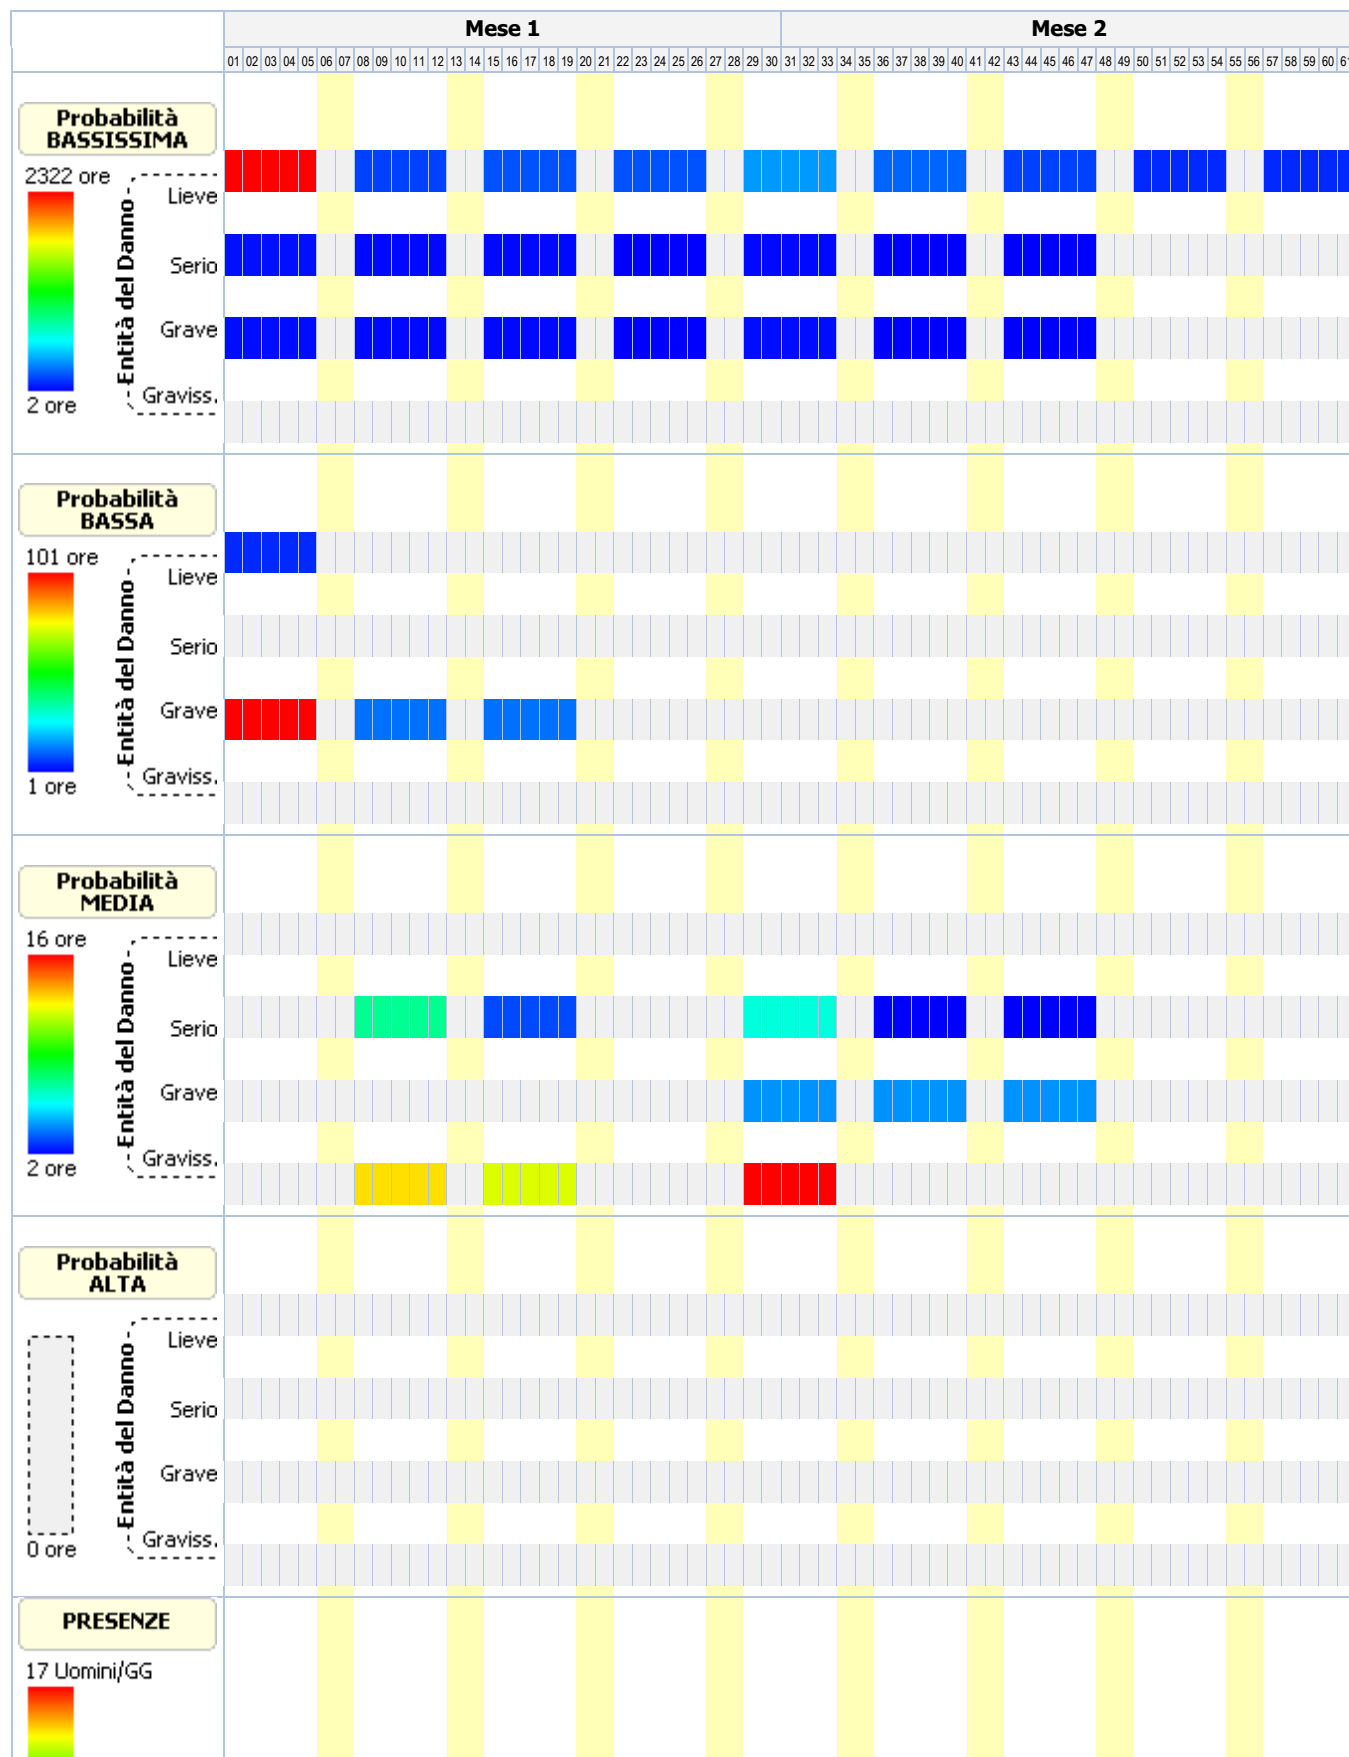 Mese 1 Mese 2
01 02 03 04 05 06 07 08 09 10 11 12 13 14 15 16 17 18 19 20 21 22 23 24 25 26 27 28 29 30 31 32 33 34 35 36 37 38 39 40 41 42 43 44 45 46 47 48 49 50 51 52 53 54 55 56 57 58 59 60 61
Probabilità
BASSISSIMA
2322 ore
Entità del Danno
Lieve
Serio
Grave
Graviss.
2 ore
Probabilità
BASSA
101 ore
Entità del Danno
Lieve
Serio
Grave
Graviss.
1 ore
Probabilità
MEDIA
16 ore
Entità del Danno
Lieve
Serio
Grave
Graviss.
2 ore
Probabilità
ALTA
Entità del Danno
Lieve
Serio
Grave
Graviss.
0 ore
PRESENZE
17 Uomini/GG